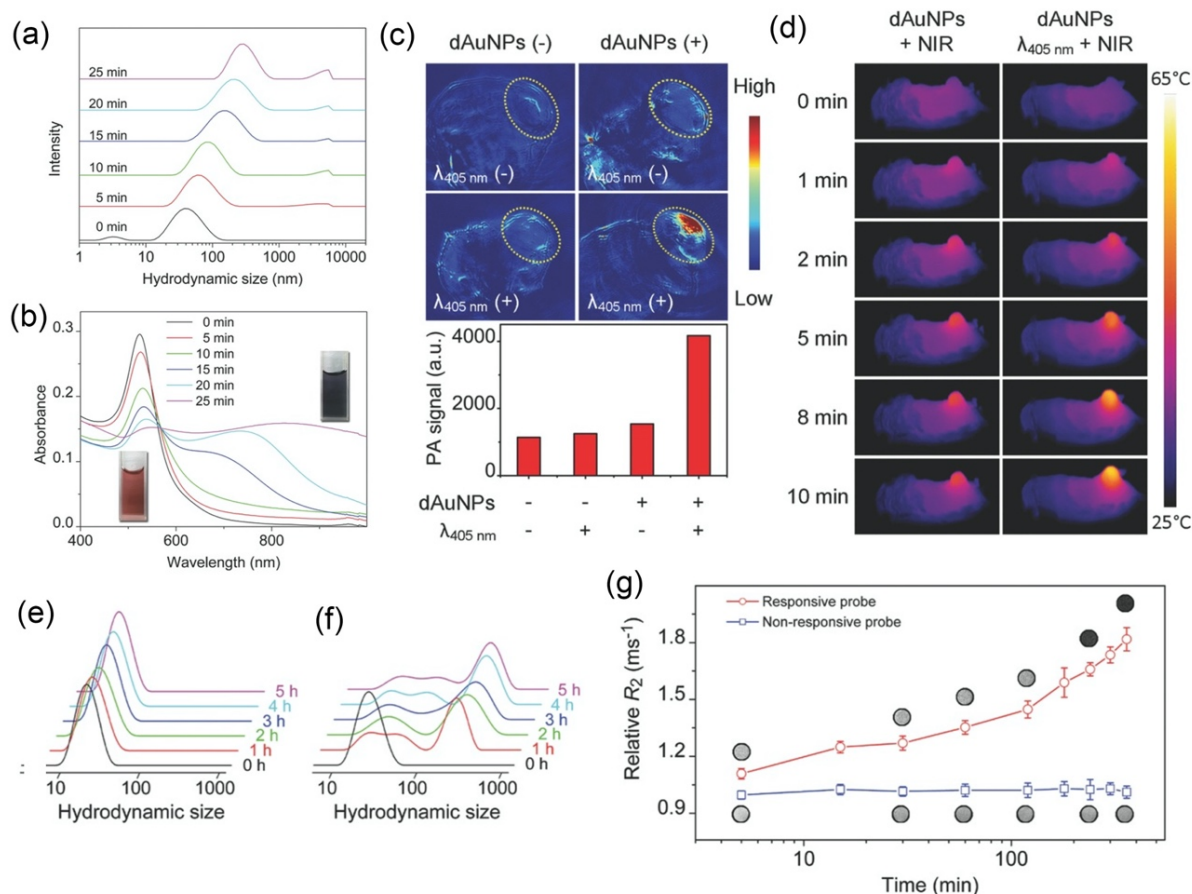 (a)
25 min
20 min
15 min
10 min
5 min
0 min
Intensity
1 10 100 1000 10000
Hydrodynamic size (nm)
(b)
0 min
5 min
10 min
15 min
20 min
25 min
0.3
0.2
0.1
0.0
Absorbance
400 600 800
Wavelength (nm)
(c)
dAuNPs (-) dAuNPs (+)
λ405 nm (-) λ405 nm (-)
λ405 nm (+) λ405 nm (+)
High
Low
4000
2000
0
PA signal (a.u.)
dAuNPs - - + +
λ405 nm - + - +
(d)
dAuNPs
+ NIR
dAuNPs
λ405 nm + NIR
0 min
1 min
2 min
5 min
8 min
10 min
65°C
25°C
(e)
5 h
4 h
3 h
2 h
1 h
0 h
10 100 1000
Hydrodynamic size
(f)
5 h
4 h
3 h
2 h
1 h
0 h
10 100 1000
Hydrodynamic size
(g)
Responsive probe
Non-responsive probe
1.8
1.5
1.2
0.9
Relative R2 (ms-1)
10 100
Time (min)